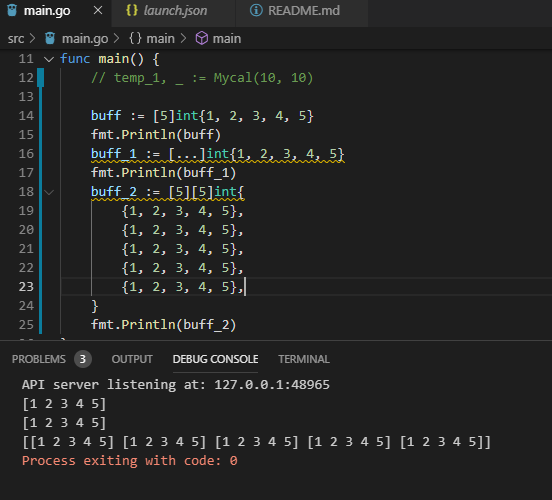 main.go × launch.json README.md
src > main.go > {} main > main
11 func main() {
12 // temp_1, _ := Mycal(10, 10)
13
14 buff := [5]int{1, 2, 3, 4, 5}
15 fmt.Println(buff)
16 buff_1 := [...]int{1, 2, 3, 4, 5}
17 fmt.Println(buff_1)
18 buff_2 := [5][5]int{
19 {1, 2, 3, 4, 5},
20 {1, 2, 3, 4, 5},
21 {1, 2, 3, 4, 5},
22 {1, 2, 3, 4, 5},
23 {1, 2, 3, 4, 5},
24 }
25 fmt.Println(buff_2)
PROBLEMS 3 OUTPUT DEBUG CONSOLE TERMINAL
API server listening at: 127.0.0.1:48965
[1 2 3 4 5]
[1 2 3 4 5]
[[1 2 3 4 5] [1 2 3 4 5] [1 2 3 4 5] [1 2 3 4 5] [1 2 3 4 5]]
Process exiting with code: 0